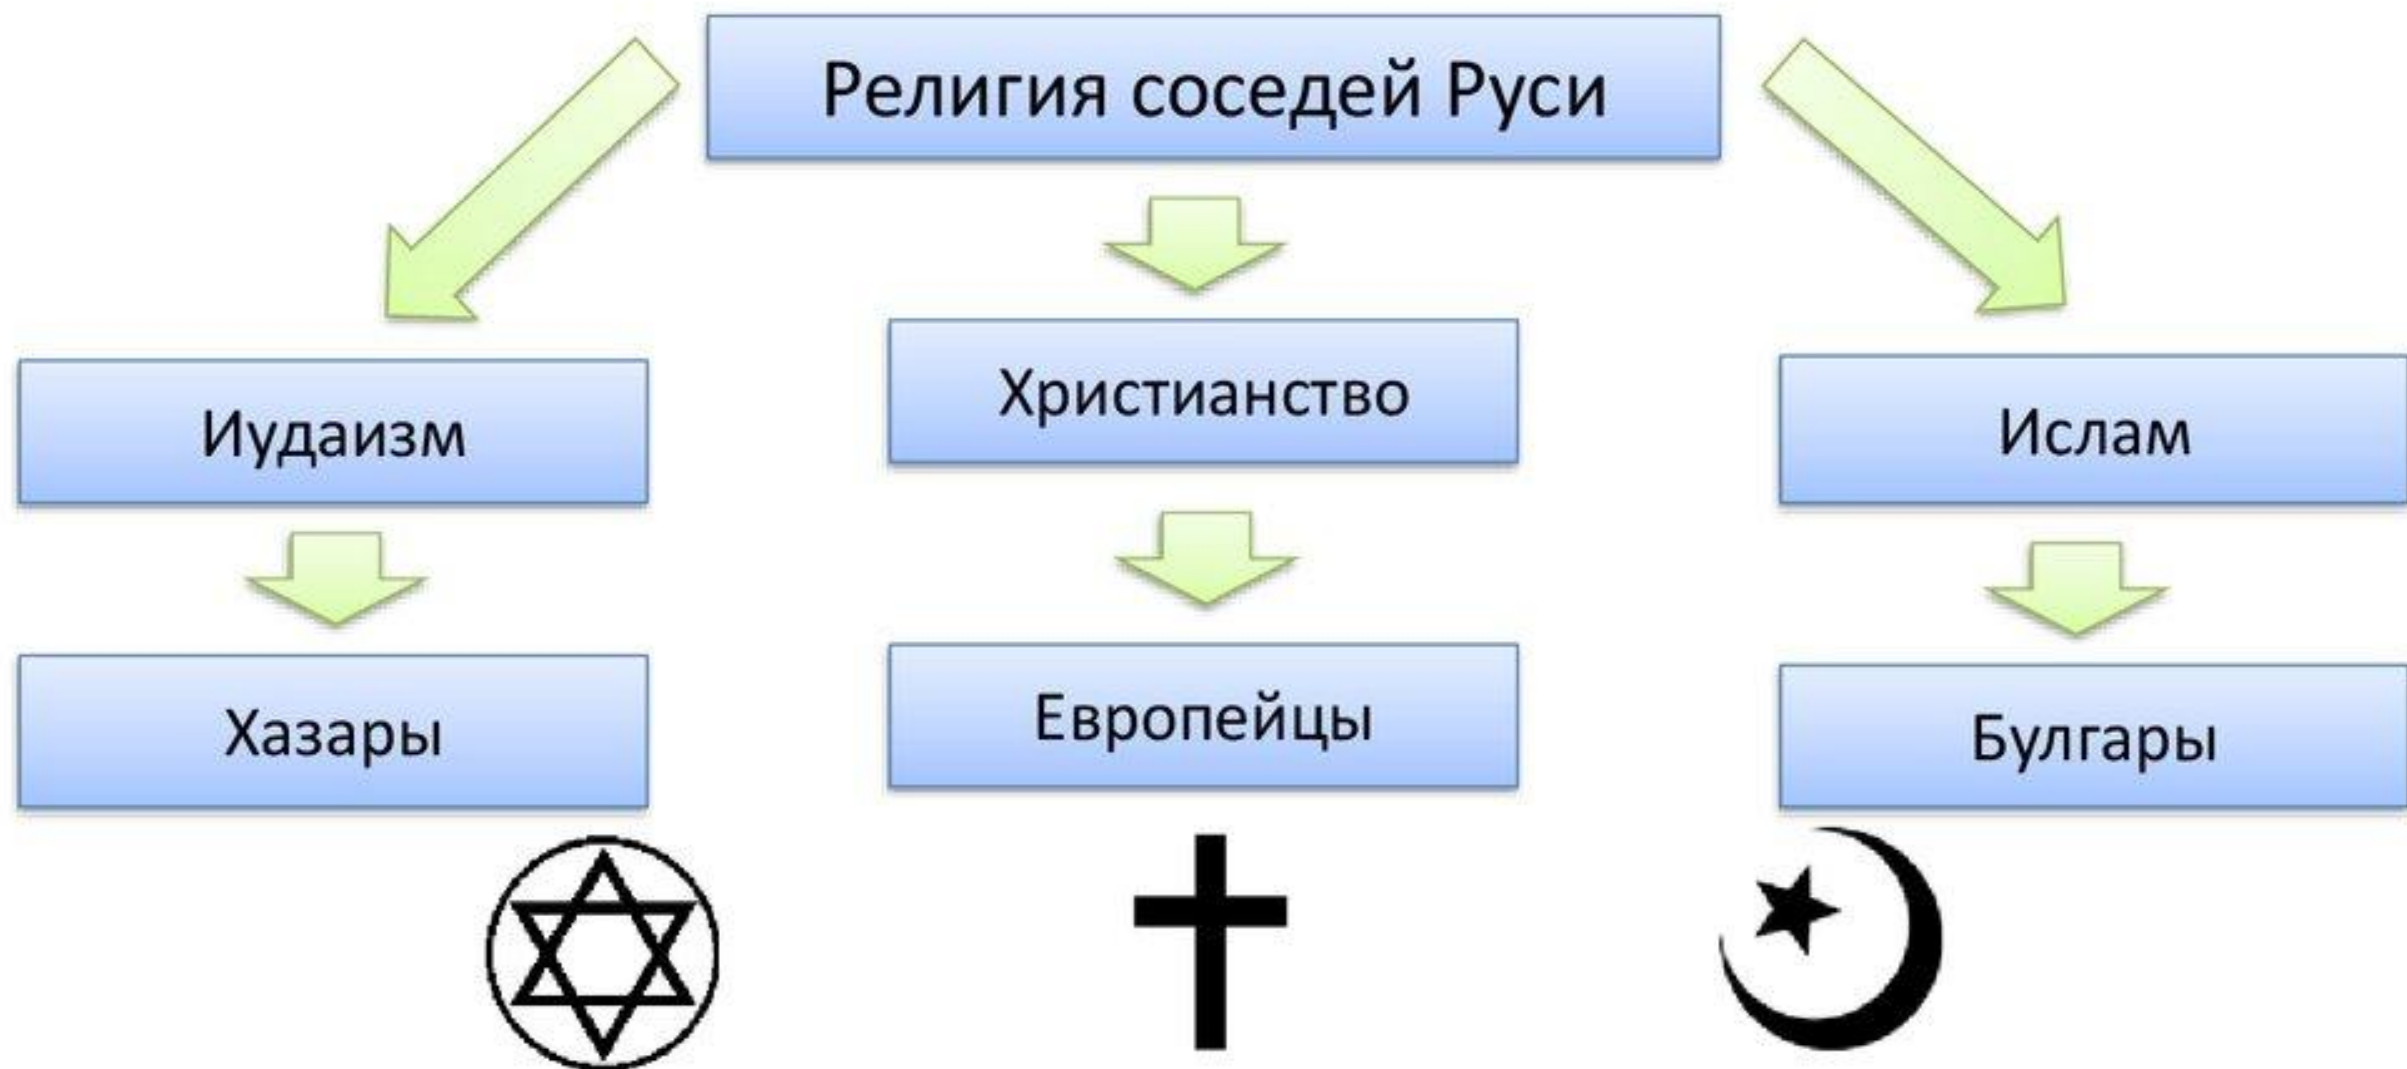 Религия соседей Руси
Иудаизм
Христианство
Ислам
Хазары
Европейцы
Булгары